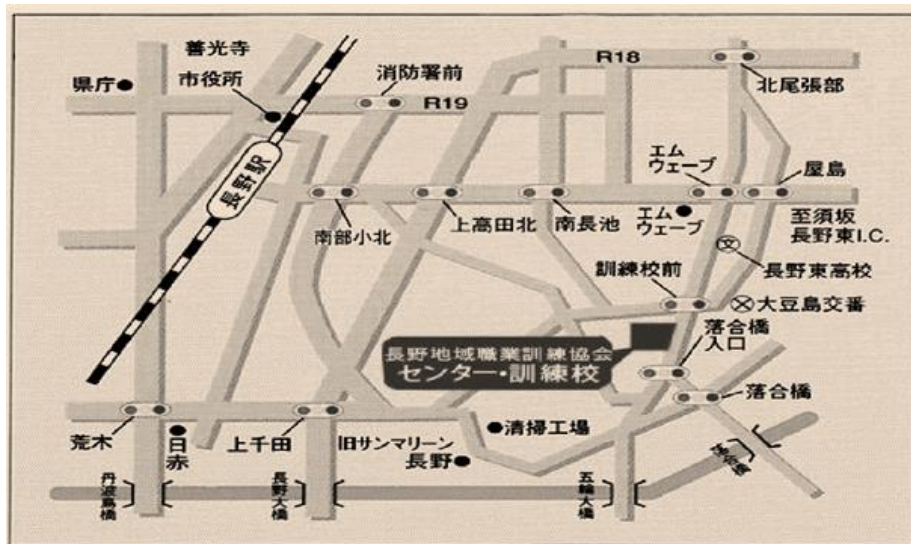 善光寺
R18
県庁
市役所
消防署前
北尾張部
R19
長野駅
エム
ウェーブ
屋島
南部小北
上高田北
南長池
エム
ウェーブ
至須坂
長野東I.C.
文
長野東高校
訓練校前
大豆島交番
長野地域職業訓練協会
センター・訓練校
落合橋
入口
落合橋
荒木
日赤
上千田
旧サンマリーン
長野
清掃工場
丹波島橋
長野大橋
五輪大橋
落合橋